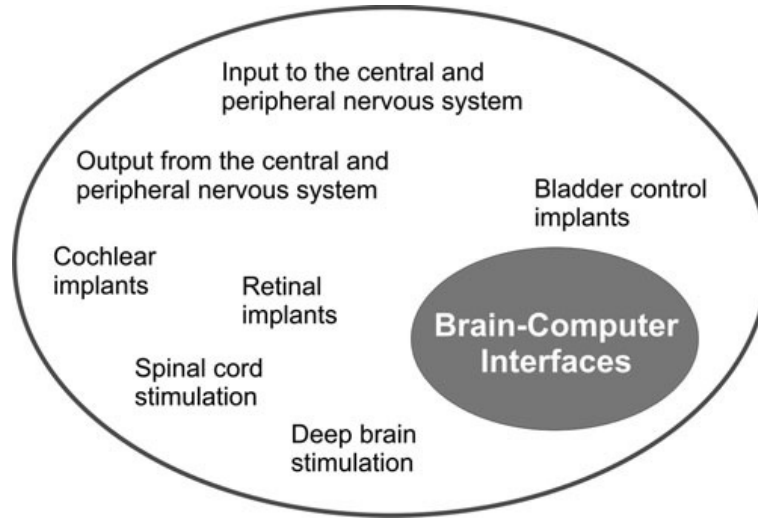 Input to the central and
peripheral nervous system
Output from the central and
peripheral nervous system
Bladder control
implants
Cochlear
implants
Retinal
implants
Brain-Computer
Interfaces
Spinal cord
stimulation
Deep brain
stimulation